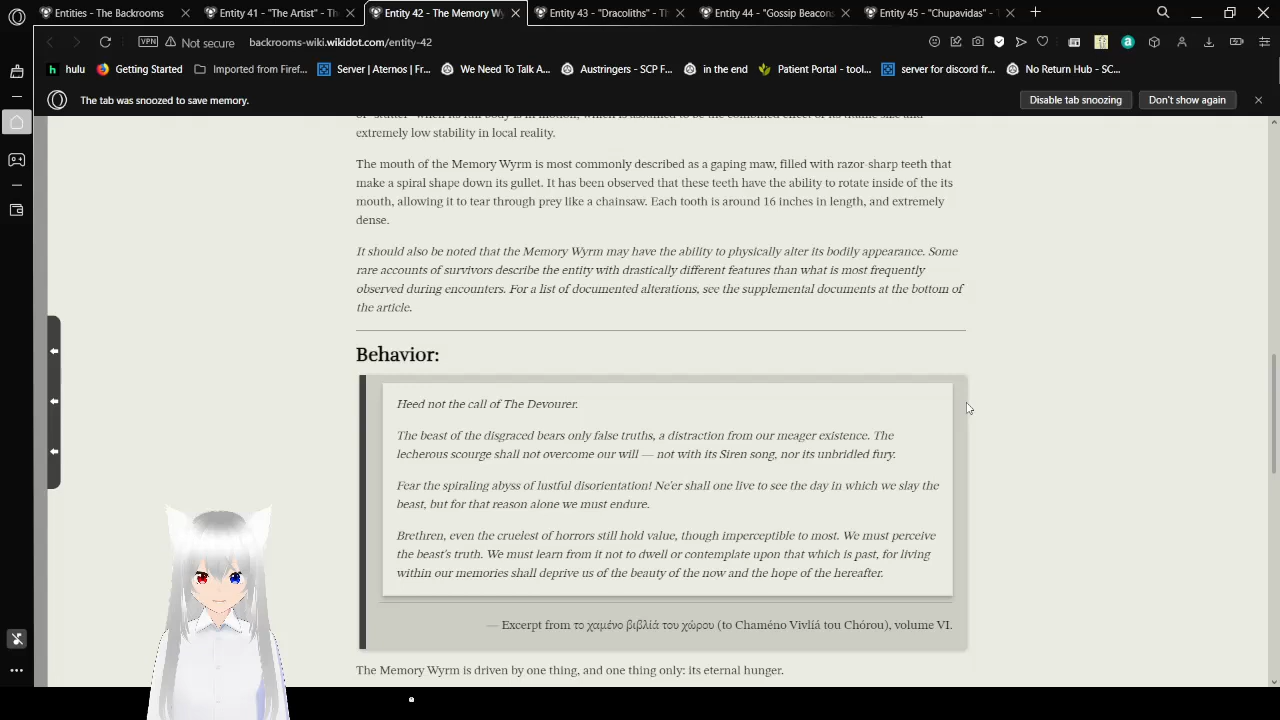 Entities - The Backrooms
Entity 41 - "The Artist" - Th
Entity 42 - The Memory Wy
Entity 43 - "Dracoliths" - Th
Entity 44 - "Gossip Beacons
Entity 45 - "Chupavidas" - T
VPN
Not secure
backrooms-wiki.wikidot.com/entity-42
hulu
Getting Started
Imported from Firef...
Server | Aternos | Fr...
We Need To Talk A...
Austringers - SCP F...
in the end
Patient Portal - tool...
server for discord fr...
No Return Hub - SC...
The tab was snoozed to save memory.
Disable tab snoozing
Don't show again
extremely low stability in local reality.
The mouth of the Memory Wyrm is most commonly described as a gaping maw, filled with razor-sharp teeth that
make a spiral shape down its gullet. It has been observed that these teeth have the ability to rotate inside of the its
mouth, allowing it to tear through prey like a chainsaw. Each tooth is around 16 inches in length, and extremely
dense.
It should also be noted that the Memory Wyrm may have the ability to physically alter its bodily appearance. Some
rare accounts of survivors describe the entity with drastically different features than what is most frequently
observed during encounters. For a list of documented alterations, see the supplemental documents at the bottom of
the article.
Behavior:
Heed not the call of The Devourer.
The beast of the disgraced bears only false truths, a distraction from our meager existence. The
lecherous scourge shall not overcome our will — not with its Siren song, nor its unbridled fury.
Fear the spiraling abyss of lustful disorientation! Ne'er shall one live to see the day in which we slay the
beast, but for that reason alone we must endure.
Brethren, even the cruelest of horrors still hold value, though imperceptible to most. We must perceive
the beast's truth. We must learn from it not to dwell or contemplate upon that which is past, for living
within our memories shall deprive us of the beauty of the now and the hope of the hereafter.
— Excerpt from το χαμένο βιβλίά του χώρου (to Chaméno Vivlíá tou Chórou), volume VI.
The Memory Wyrm is driven by one thing, and one thing only: its eternal hunger.